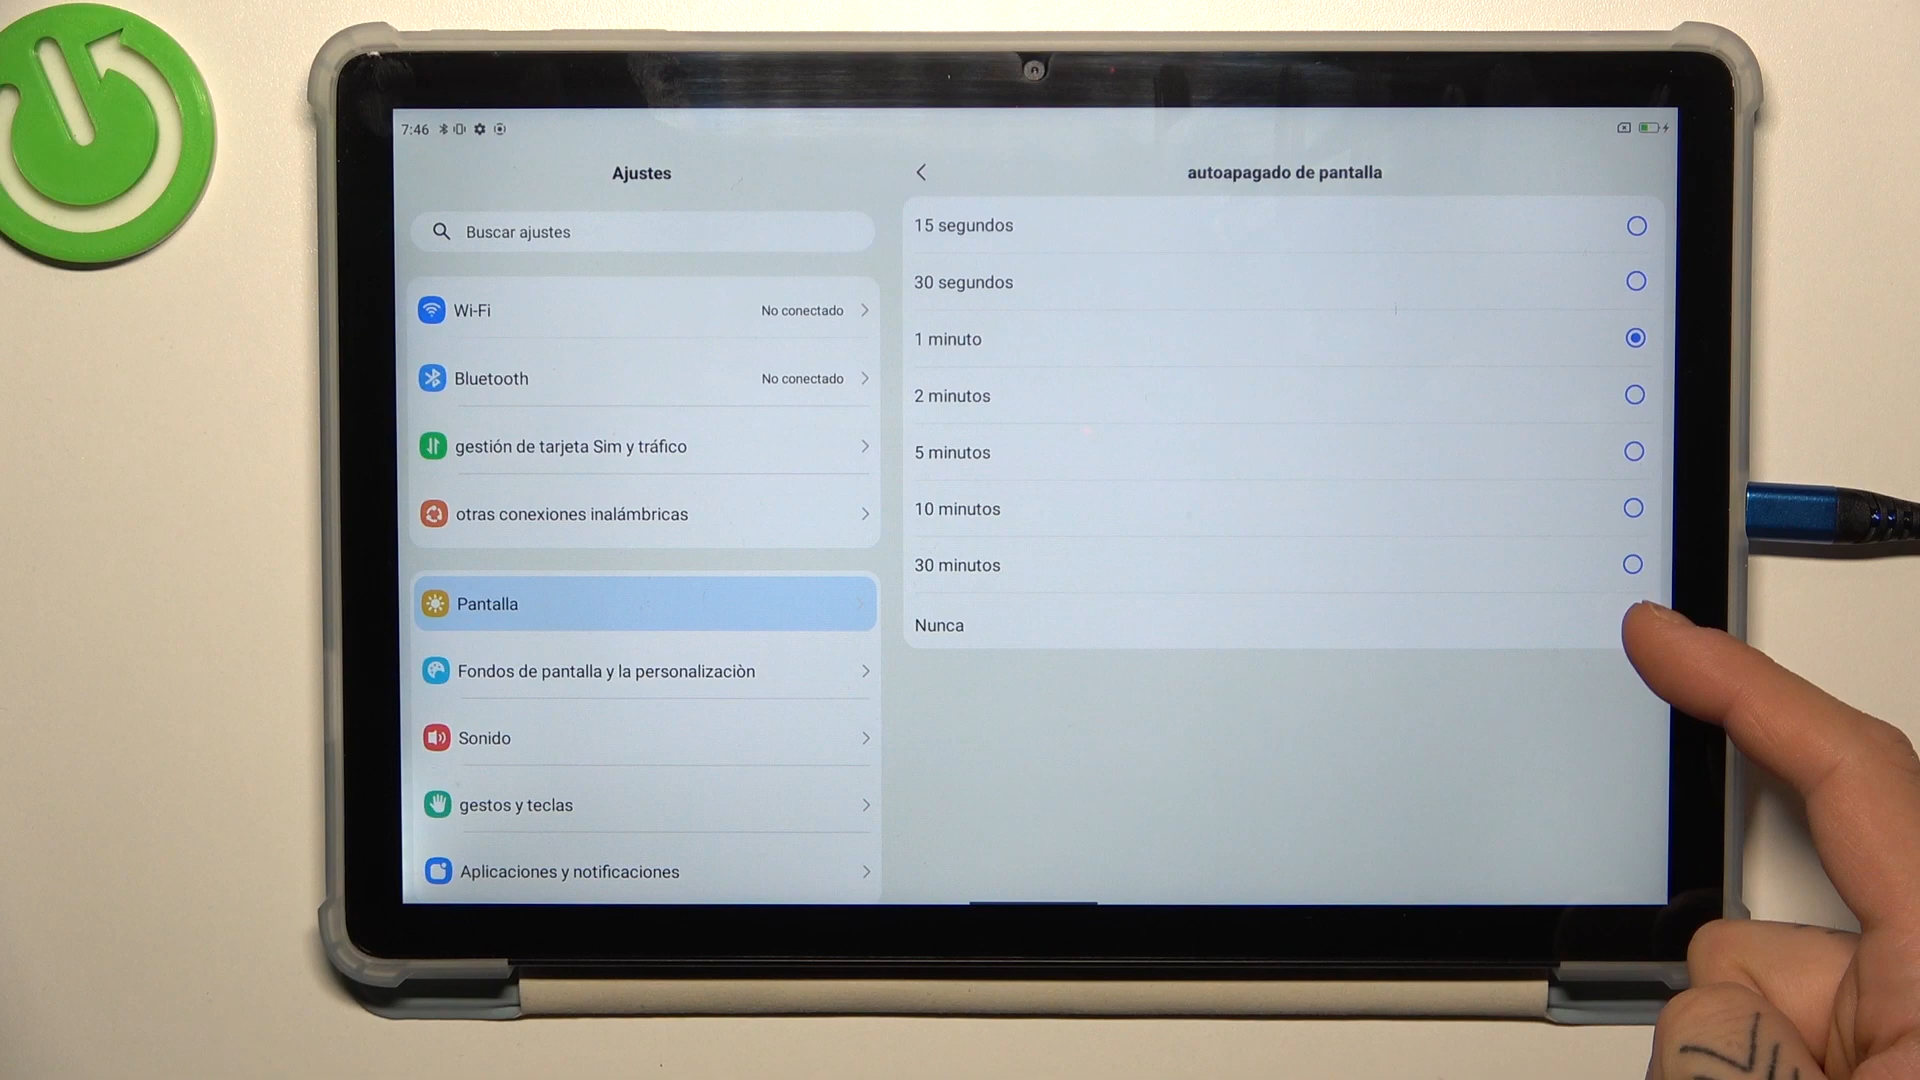 7:46
Ajustes
Buscar ajustes
Wi-Fi No conectado
Bluetooth No conectado
gestión de tarjeta Sim y tráfico
otras conexiones inalámbricas
Pantalla
Fondos de pantalla y la personalizaciòn
Sonido
gestos y teclas
Aplicaciones y notificaciones
autoapagado de pantalla
15 segundos
30 segundos
1 minuto
2 minutos
5 minutos
10 minutos
30 minutos
Nunca